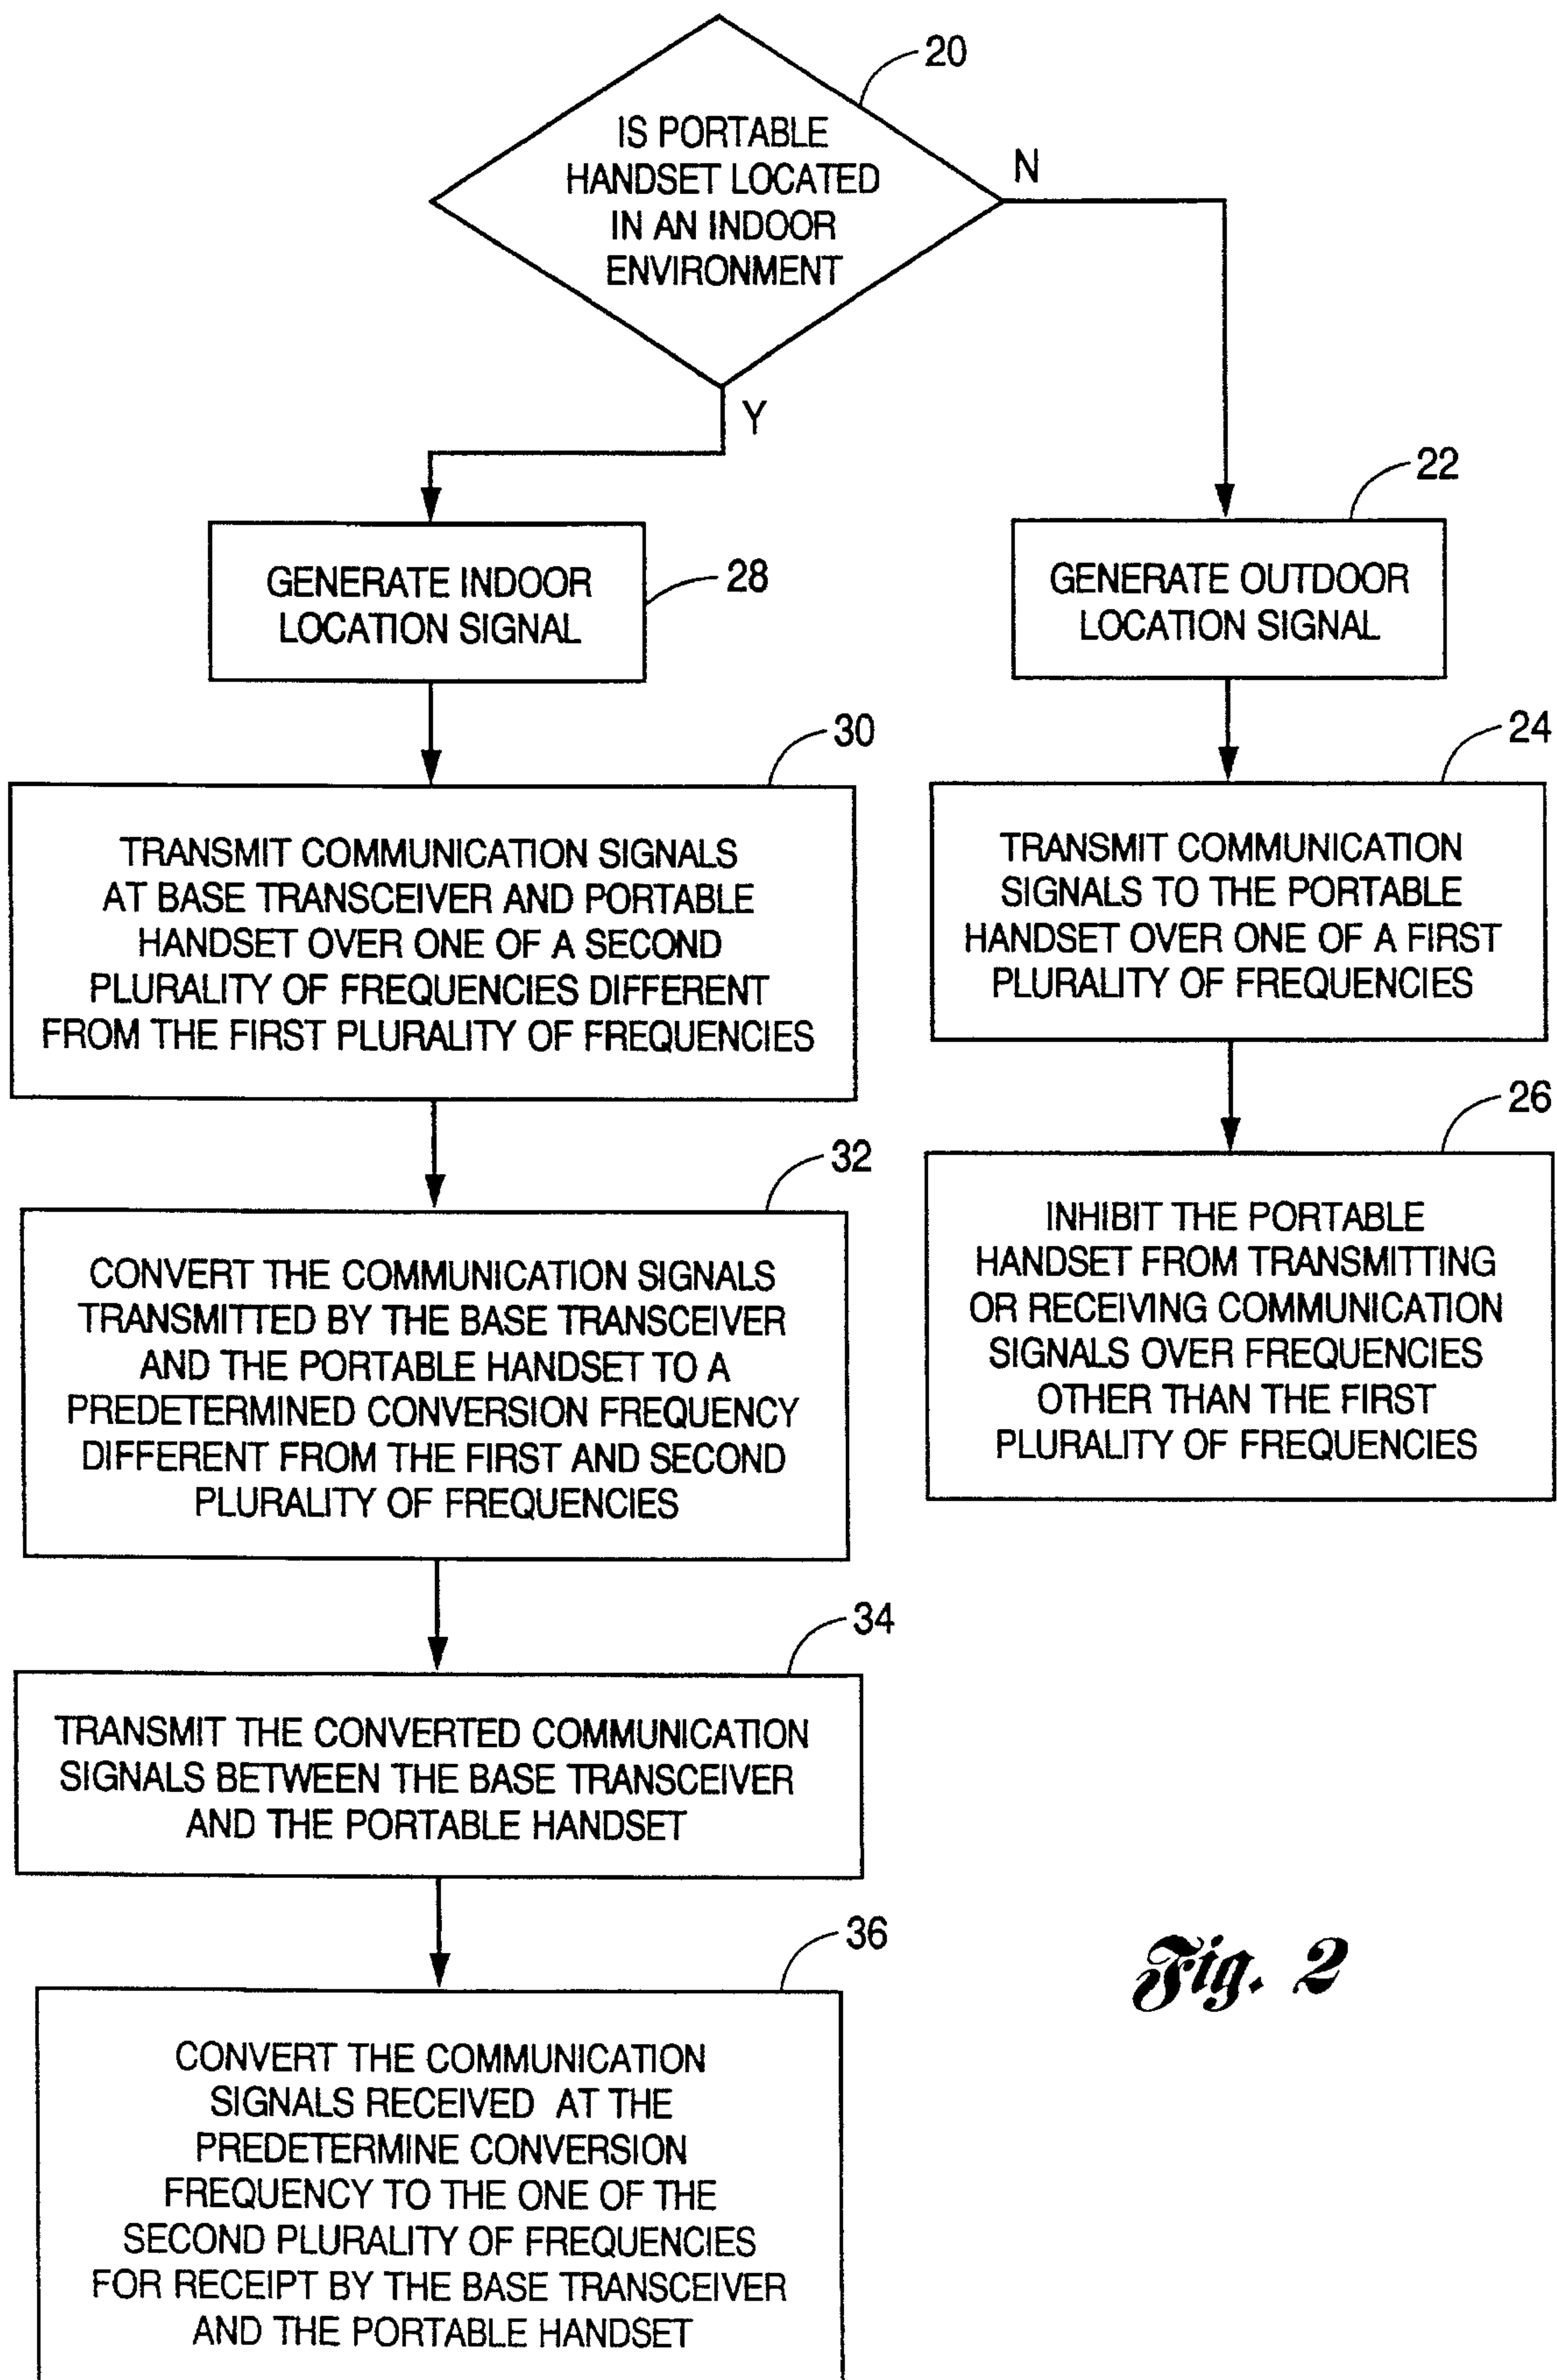 20
IS PORTABLE
HANDSET LOCATED
IN AN INDOOR
ENVIRONMENT
N
Y
22
GENERATE INDOOR
LOCATION SIGNAL
28
GENERATE OUTDOOR
LOCATION SIGNAL
30
24
TRANSMIT COMMUNICATION SIGNALS
AT BASE TRANSCEIVER AND PORTABLE
HANDSET OVER ONE OF A SECOND
PLURALITY OF FREQUENCIES DIFFERENT
FROM THE FIRST PLURALITY OF FREQUENCIES
TRANSMIT COMMUNICATION
SIGNALS TO THE PORTABLE
HANDSET OVER ONE OF A FIRST
PLURALITY OF FREQUENCIES
32
26
CONVERT THE COMMUNICATION SIGNALS
TRANSMITTED BY THE BASE TRANSCEIVER
AND THE PORTABLE HANDSET TO A
PREDETERMINED CONVERSION FREQUENCY
DIFFERENT FROM THE FIRST AND SECOND
PLURALITY OF FREQUENCIES
INHIBIT THE PORTABLE
HANDSET FROM TRANSMITTING
OR RECEIVING COMMUNICATION
SIGNALS OVER FREQUENCIES
OTHER THAN THE FIRST
PLURALITY OF FREQUENCIES
34
TRANSMIT THE CONVERTED COMMUNICATION
SIGNALS BETWEEN THE BASE TRANSCEIVER
AND THE PORTABLE HANDSET
36
CONVERT THE COMMUNICATION
SIGNALS RECEIVED AT THE
PREDETERMINE CONVERSION
FREQUENCY TO THE ONE OF THE
SECOND PLURALITY OF FREQUENCIES
FOR RECEIPT BY THE BASE TRANSCEIVER
AND THE PORTABLE HANDSET
Fig. 2